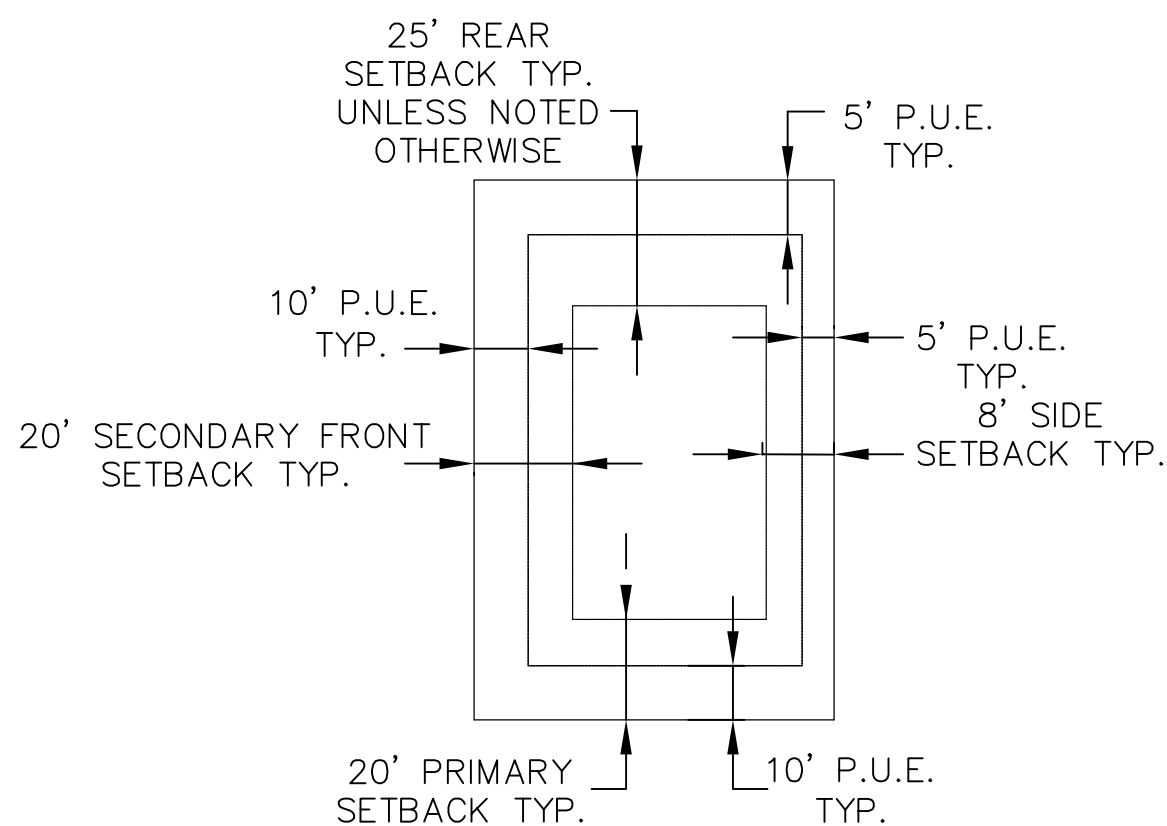 25' REAR
SETBACK TYP.
UNLESS NOTED
OTHERWISE
5' P.U.E.
TYP.
10' P.U.E.
TYP.
5' P.U.E.
TYP.
20' SECONDARY FRONT
SETBACK TYP.
8' SIDE
SETBACK TYP.
20' PRIMARY
SETBACK TYP.
10' P.U.E.
TYP.